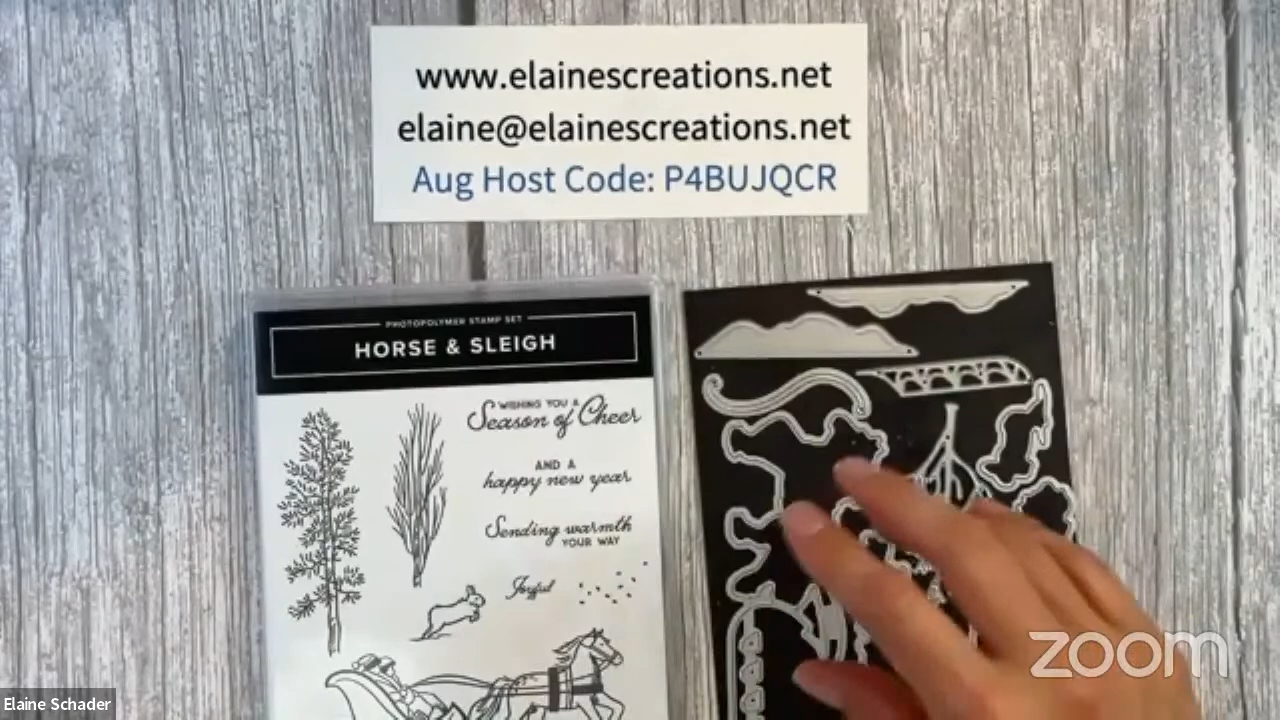 www.elainescreations.net
elaine@elainescreations.net
Aug Host Code: P4BUJQCR
PHOTOPOLYMER STAMP SET
HORSE & SLEIGH
WISHING YOU A
Season of Cheer
AND A
happy new year
Sending warmth
YOUR WAY
Joyful
zoom
Elaine Schader